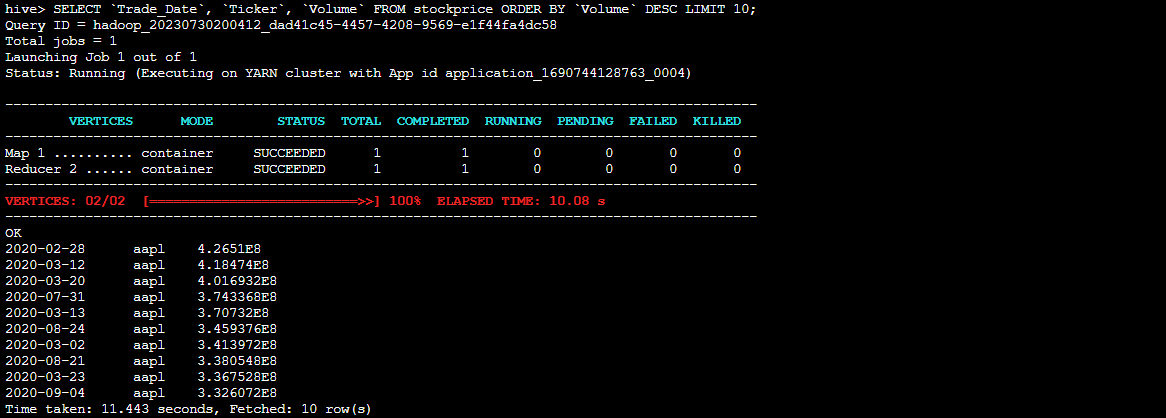 hive> SELECT `Trade_Date`, `Ticker`, `Volume` FROM stockprice ORDER BY `Volume` DESC LIMIT 10;
Query ID = hadoop_20230730200412_dad41c45-4457-4208-9569-e1f44fa4dc58
Total jobs = 1
Launching Job 1 out of 1
Status: Running (Executing on YARN cluster with App id application_1690744128763_0004)

----------------------------------------------------------------------------------------------
        VERTICES      MODE        STATUS  TOTAL  COMPLETED  RUNNING  PENDING  FAILED  KILLED
----------------------------------------------------------------------------------------------
Map 1 .......... container     SUCCEEDED      1          1        0        0       0       0
Reducer 2 ...... container     SUCCEEDED      1          1        0        0       0       0
----------------------------------------------------------------------------------------------
VERTICES: 02/02  [==========================>>] 100%  ELAPSED TIME: 10.08 s
----------------------------------------------------------------------------------------------
OK
2020-02-28      aapl    4.2651E8
2020-03-12      aapl    4.18474E8
2020-03-20      aapl    4.016932E8
2020-07-31      aapl    3.743368E8
2020-03-13      aapl    3.70732E8
2020-08-24      aapl    3.459376E8
2020-03-02      aapl    3.413972E8
2020-08-21      aapl    3.380548E8
2020-03-23      aapl    3.367528E8
2020-09-04      aapl    3.326072E8
Time taken: 11.443 seconds, Fetched: 10 row(s)